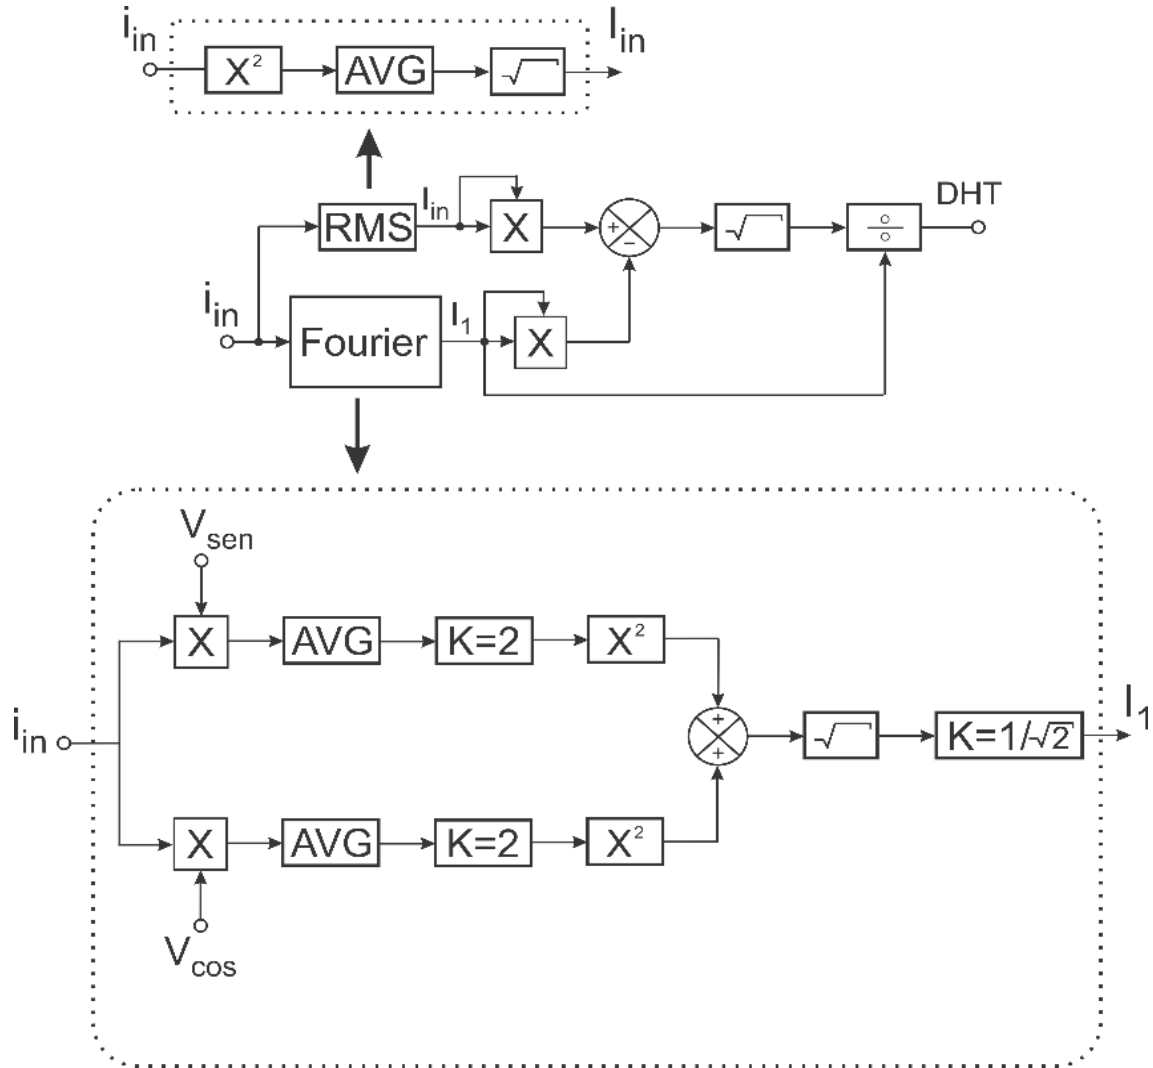 i_in I_in
X² AVG √
DHT
RMS I_in X + − √ ÷
i_in Fourier I_1 X
V_sen
X AVG K=2 X²
i_in + + √ K=1/√2 I_1
X AVG K=2 X²
V_cos